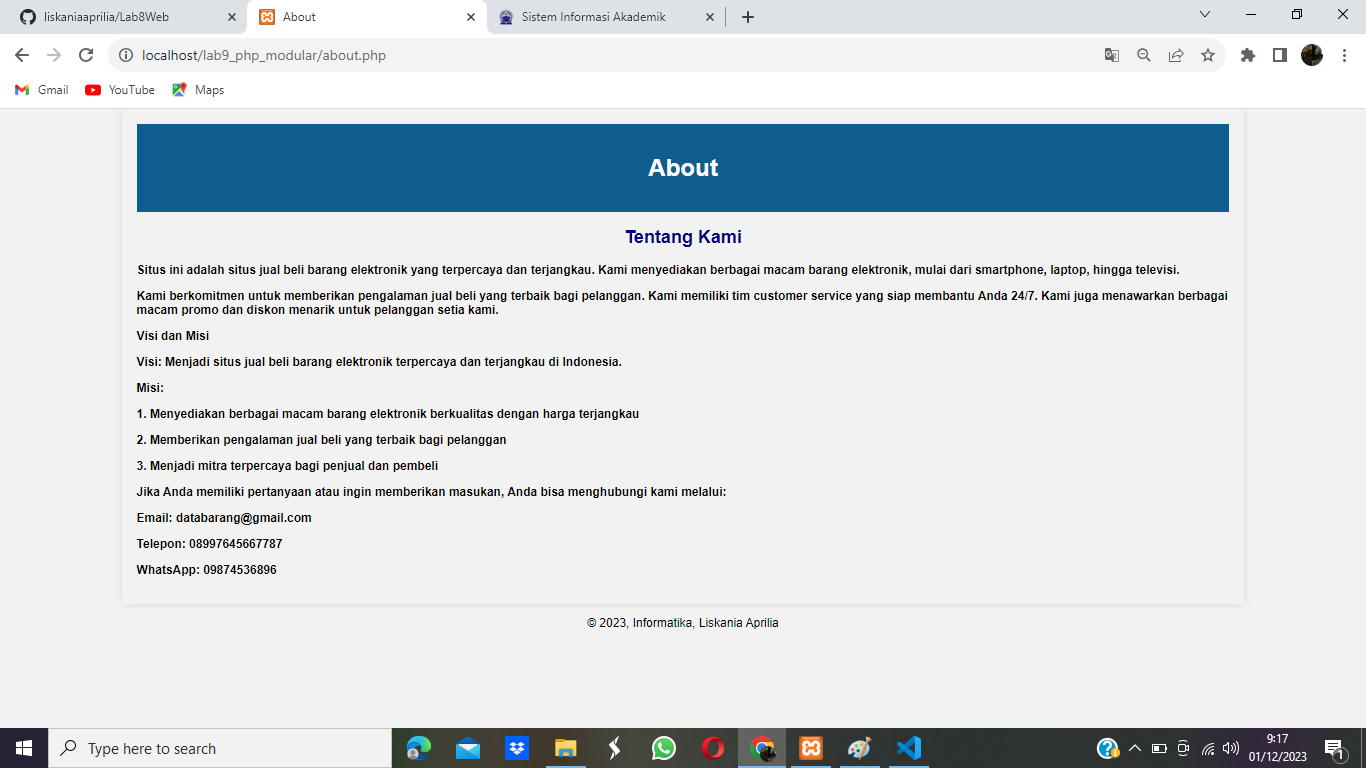 liskaniaaprilia/Lab8Web
About
Sistem Informasi Akademik
localhost/lab9_php_modular/about.php
Gmail
YouTube
Maps
About
Tentang Kami
Situs ini adalah situs jual beli barang elektronik yang terpercaya dan terjangkau. Kami menyediakan berbagai macam barang elektronik, mulai dari smartphone, laptop, hingga televisi.
Kami berkomitmen untuk memberikan pengalaman jual beli yang terbaik bagi pelanggan. Kami memiliki tim customer service yang siap membantu Anda 24/7. Kami juga menawarkan berbagai
macam promo dan diskon menarik untuk pelanggan setia kami.
Visi dan Misi
Visi: Menjadi situs jual beli barang elektronik terpercaya dan terjangkau di Indonesia.
Misi:
1. Menyediakan berbagai macam barang elektronik berkualitas dengan harga terjangkau
2. Memberikan pengalaman jual beli yang terbaik bagi pelanggan
3. Menjadi mitra terpercaya bagi penjual dan pembeli
Jika Anda memiliki pertanyaan atau ingin memberikan masukan, Anda bisa menghubungi kami melalui:
Email: databarang@gmail.com
Telepon: 08997645667787
WhatsApp: 09874536896
© 2023, Informatika, Liskania Aprilia
Type here to search
9:17
01/12/2023
1